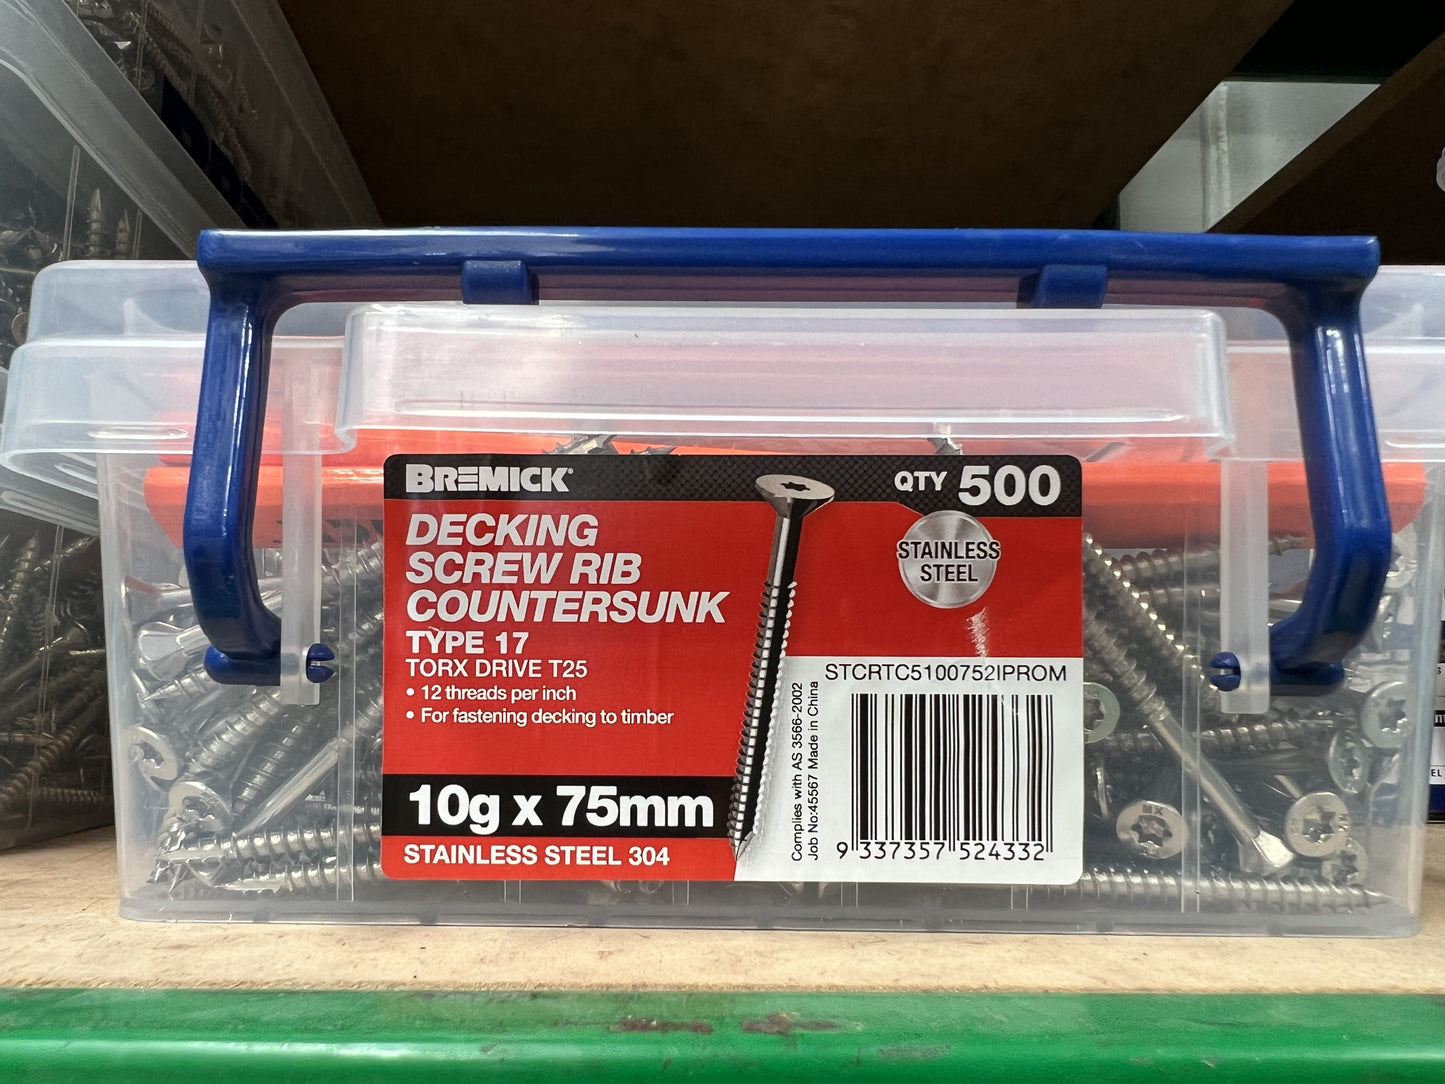 BREMICK
QTY 500
DECKING
SCREW RIB
COUNTERSUNK
TYPE 17
TORX DRIVE T25
• 12 threads per inch
• For fastening decking to timber
10g x 75mm
STAINLESS STEEL 304
STAINLESS
STEEL
STCRTC5100752IPROM
Complies with AS 3566-2002
Job No:45567 Made in China
9 337357 524332